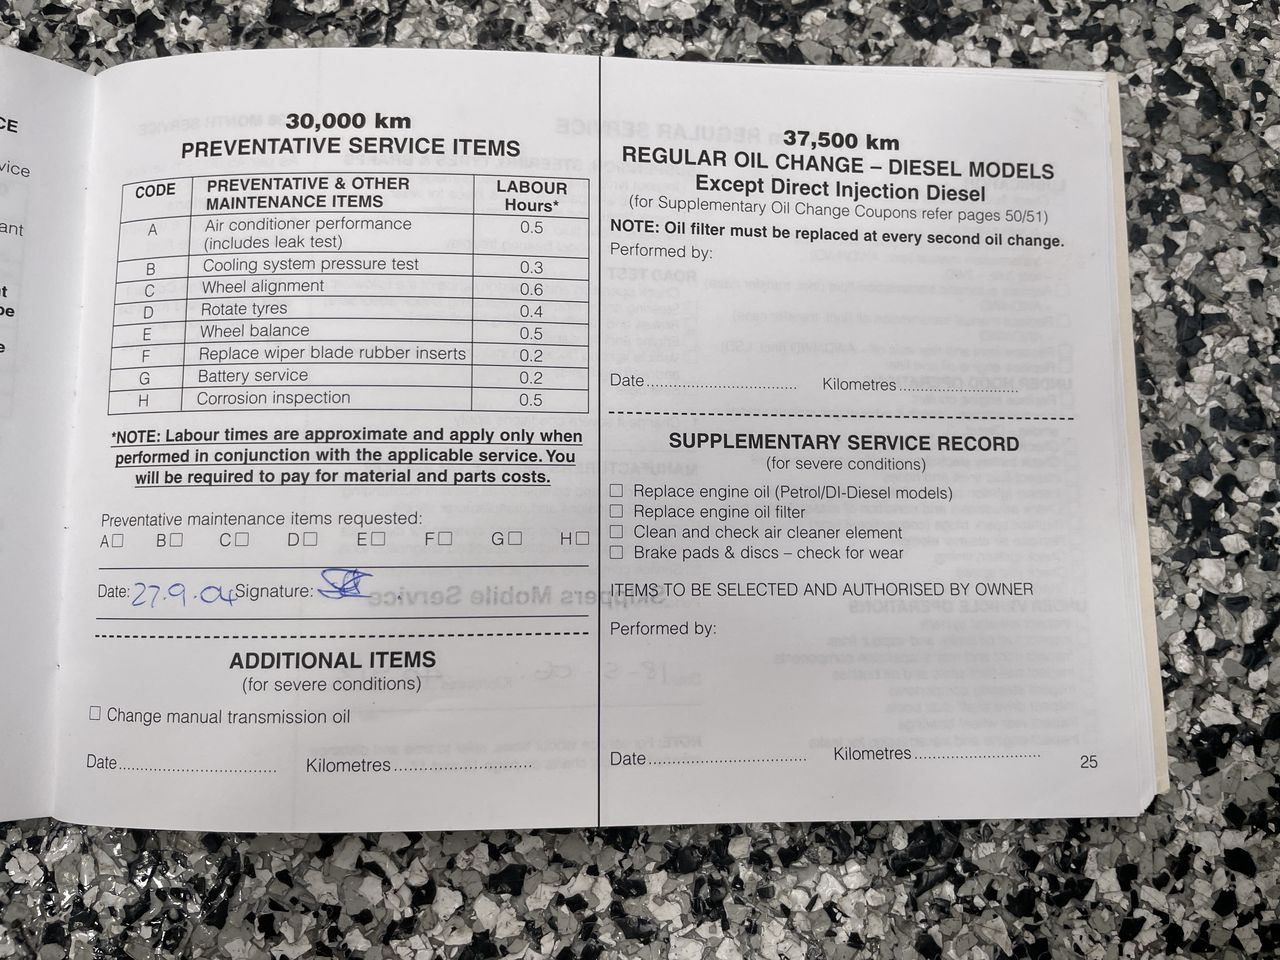 CE
vice
ant
t
be
e
30,000 km
PREVENTATIVE SERVICE ITEMS
CODE PREVENTATIVE & OTHER MAINTENANCE ITEMS LABOUR Hours*
A Air conditioner performance (includes leak test) 0.5
B Cooling system pressure test 0.3
C Wheel alignment 0.6
D Rotate tyres 0.4
E Wheel balance 0.5
F Replace wiper blade rubber inserts 0.2
G Battery service 0.2
H Corrosion inspection 0.5
*NOTE: Labour times are approximate and apply only when
performed in conjunction with the applicable service. You
will be required to pay for material and parts costs.
Preventative maintenance items requested:
A☐ B☐ C☐ D☐ E☐ F☐ G☐ H☐
Date: 27.9.04 Signature:
ADDITIONAL ITEMS
(for severe conditions)
☐ Change manual transmission oil
Date.............................. Kilometres..........................
37,500 km
REGULAR OIL CHANGE – DIESEL MODELS
Except Direct Injection Diesel
(for Supplementary Oil Change Coupons refer pages 50/51)
NOTE: Oil filter must be replaced at every second oil change.
Performed by:
Date.............................. Kilometres..........................
SUPPLEMENTARY SERVICE RECORD
(for severe conditions)
☐ Replace engine oil (Petrol/DI-Diesel models)
☐ Replace engine oil filter
☐ Clean and check air cleaner element
☐ Brake pads & discs – check for wear
ITEMS TO BE SELECTED AND AUTHORISED BY OWNER
Performed by:
Date.............................. Kilometres..........................
25